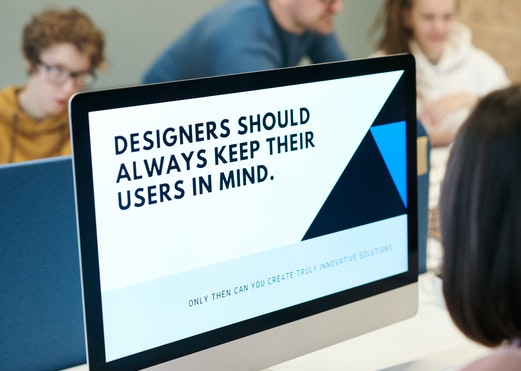 DESIGNERS SHOULD
ALWAYS KEEP THEIR
USERS IN MIND.
ONLY THEN CAN YOU CREATE TRULY INNOVATIVE SOLUTIONS.